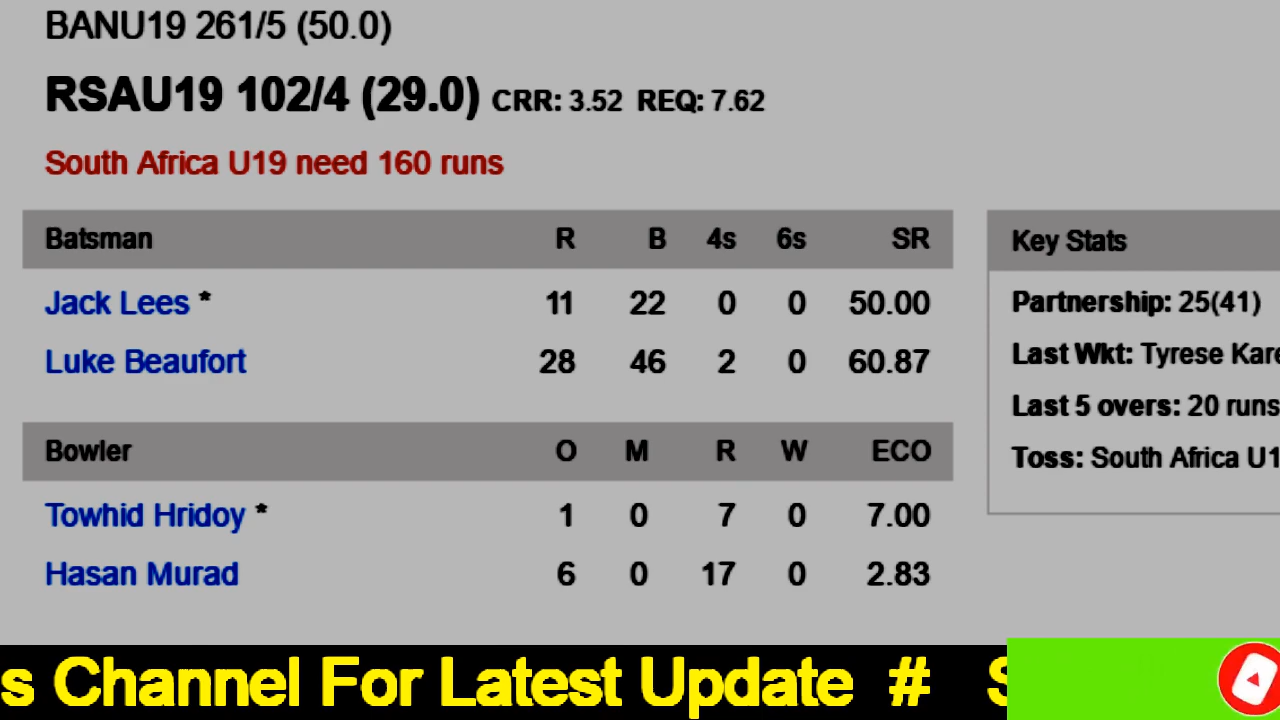 BANU19 261/5 (50.0)
RSAU19 102/4 (29.0) CRR: 3.52 REQ: 7.62
South Africa U19 need 160 runs
Batsman R B 4s 6s SR
Jack Lees * 11 22 0 0 50.00
Luke Beaufort 28 46 2 0 60.87
Bowler O M R W ECO
Towhid Hridoy * 1 0 7 0 7.00
Hasan Murad 6 0 17 0 2.83
Key Stats
Partnership: 25(41)
Last Wkt: Tyrese Kare
Last 5 overs: 20 runs
Toss: South Africa U1
s Channel For Latest Update # S